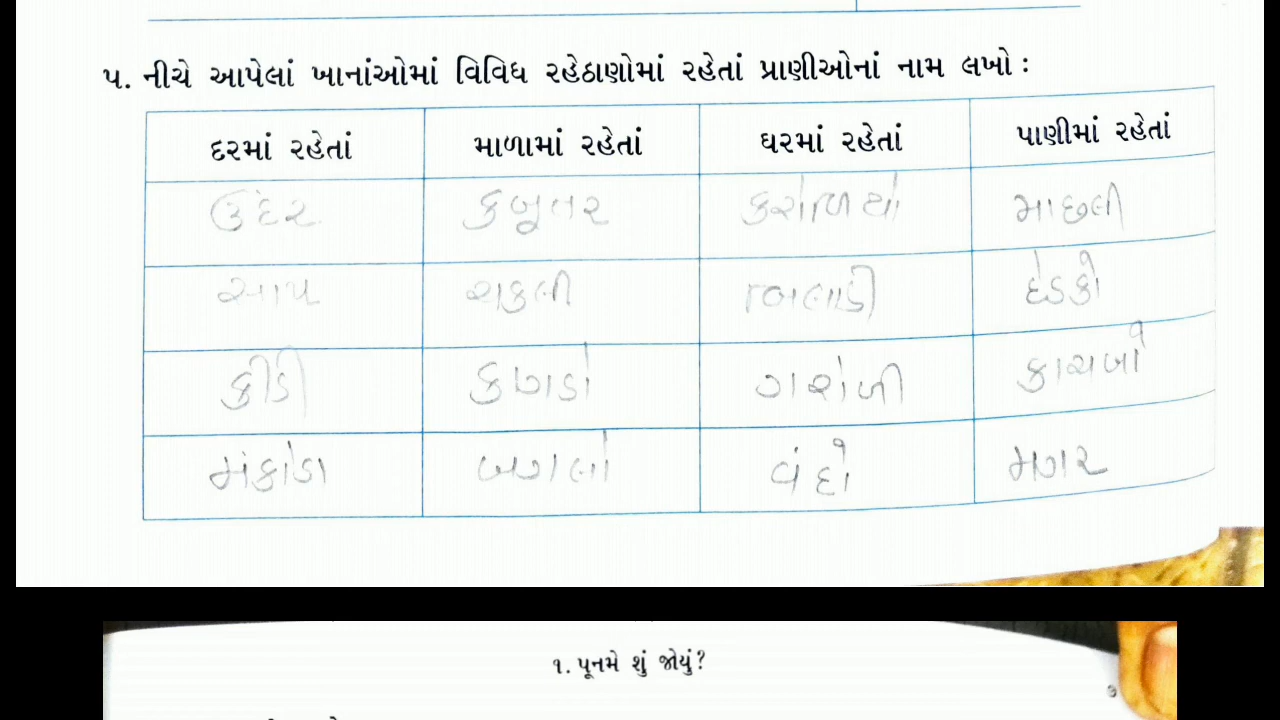 ૫. નીચે આપેલાં ખાનાંઓમાં વિવિધ રહેઠાણોમાં રહેતાં પ્રાણીઓનાં નામ લખો :
દરમાં રહેતાં માળામાં રહેતાં ઘરમાં રહેતાં પાણીમાં રહેતાં
ઉંદર કબૂતર કરોળિયો માછલી
સાપ ચકલી બિલાડી દેડકો
કીડી કાગડો ગરોળી કાચબો
મંકોડા બગલો વંદો મગર
૧. પૂનમે શું જોયું?
૭